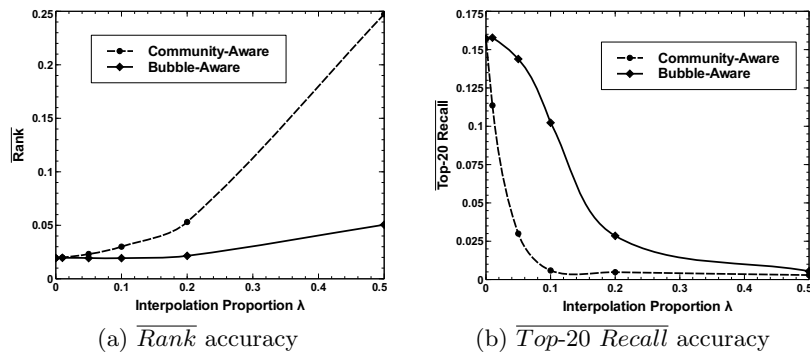 0.25
0.2
0.15
0.1
0.05
0
Rank
Community-Aware
Bubble-Aware
0 0.1 0.2 0.3 0.4 0.5
Interpolation Proportion λ
(a) Rank accuracy
0.175
0.15
0.125
0.1
0.075
0.05
0.025
0
Top-20 Recall
Community-Aware
Bubble-Aware
0 0.1 0.2 0.3 0.4 0.5
Interpolation Proportion λ
(b) Top-20 Recall accuracy